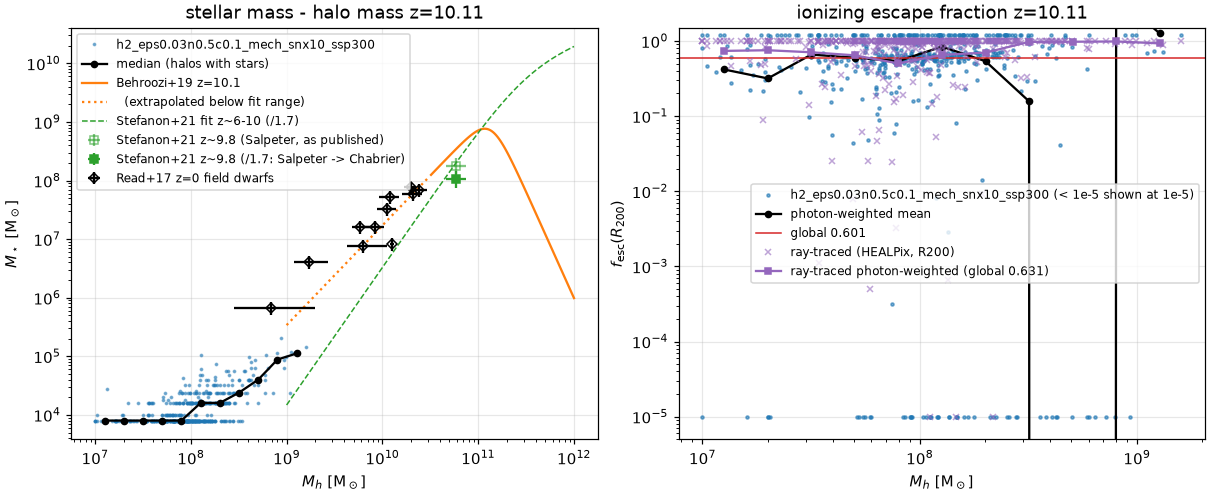 stellar mass - halo mass z=10.11
h2_eps0.03n0.5c0.1_mech_snx10_ssp300
median (halos with stars)
Behroozi+19 z=10.1
(extrapolated below fit range)
Stefanon+21 fit z~6-10 (/1.7)
Stefanon+21 z~9.8 (Salpeter, as published)
Stefanon+21 z~9.8 (/1.7: Salpeter -> Chabrier)
Read+17 z=0 field dwarfs
10¹⁰
10⁹
10⁸
10⁷
10⁶
10⁵
10⁴
M⋆ [M⊙]
10⁷ 10⁸ 10⁹ 10¹⁰ 10¹¹ 10¹²
Mₕ [M⊙]
ionizing escape fraction z=10.11
10⁰
10⁻¹
10⁻²
10⁻³
10⁻⁴
10⁻⁵
f_esc(R₂₀₀)
h2_eps0.03n0.5c0.1_mech_snx10_ssp300 (< 1e-5 shown at 1e-5)
photon-weighted mean
global 0.601
ray-traced (HEALPix, R200)
ray-traced photon-weighted (global 0.631)
10⁷ 10⁸ 10⁹
Mₕ [M⊙]